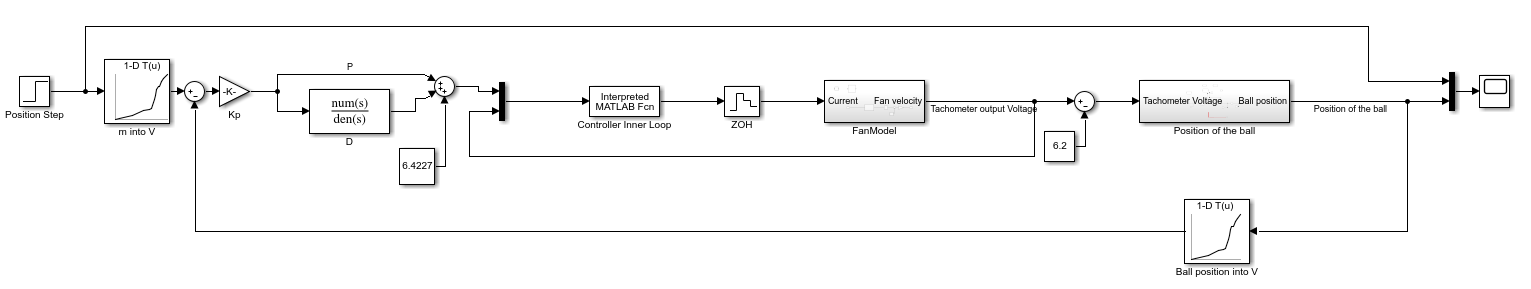 Position Step
1-D T(u)
m into V
-K-
Kp
P
num(s)
den(s)
D
6.4227
Interpreted
MATLAB Fcn
Controller Inner Loop
ZOH
Current
Fan velocity
FanModel
Tachometer output Voltage
6.2
Tachometer Voltage
Ball position
Position of the ball
Position of the ball
1-D T(u)
Ball position into V